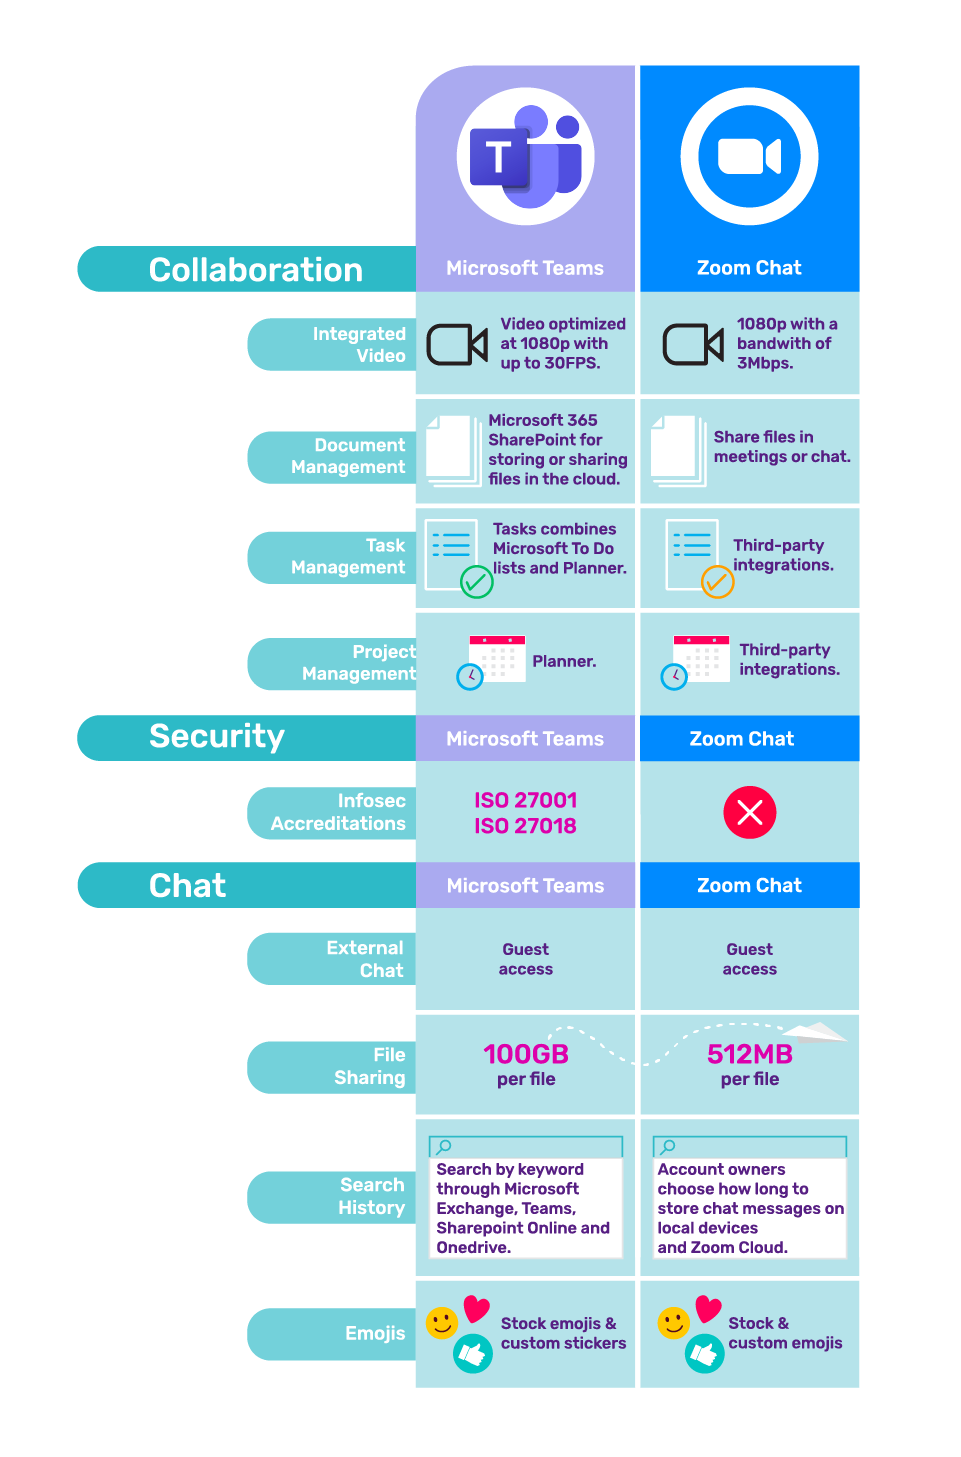 T
Collaboration
Microsoft Teams
Zoom Chat
Integrated
Video
Video optimized
at 1080p with
up to 30FPS.
1080p with a
bandwith of
3Mbps.
Document
Management
Microsoft 365
SharePoint for
storing or sharing
files in the cloud.
Share files in
meetings or chat.
Task
Management
Tasks combines
Microsoft To Do
lists and Planner.
Third-party
integrations.
Project
Management
Planner.
Third-party
integrations.
Security
Microsoft Teams
Zoom Chat
Infosec
Accreditations
ISO 27001
ISO 27018
Chat
Microsoft Teams
Zoom Chat
External
Chat
Guest
access
Guest
access
File
Sharing
100GB
per file
512MB
per file
Search
History
Search by keyword
through Microsoft
Exchange, Teams,
Sharepoint Online and
Onedrive.
Account owners
choose how long to
store chat messages on
local devices
and Zoom Cloud.
Emojis
Stock emojis &
custom stickers
Stock &
custom emojis